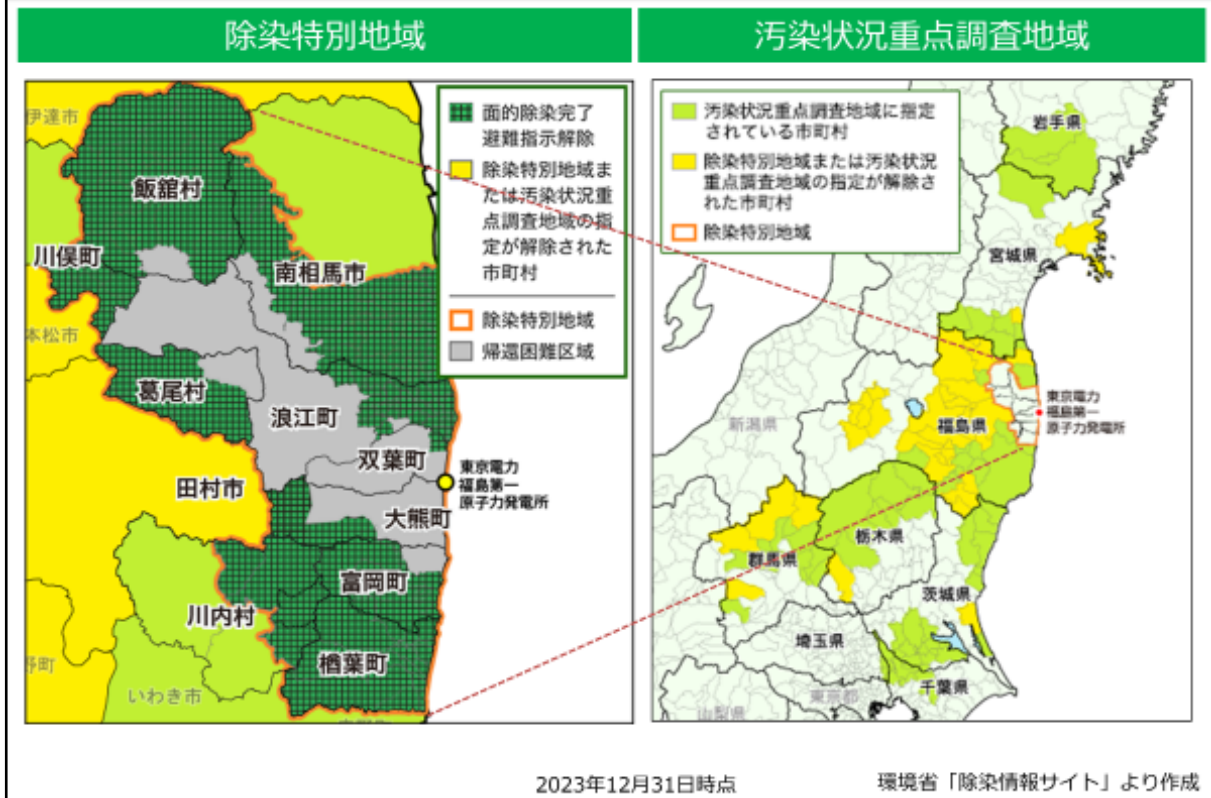 除染特別地域
汚染状況重点調査地域
伊達市
飯舘村
川俣町
南相馬市
本松市
葛尾村
浪江町
双葉町
田村市
大熊町
東京電力
福島第一
原子力発電所
富岡町
川内村
楢葉町
野町
いわき市
面的除染完了
避難指示解除
除染特別地域ま
たは汚染状況重
点調査地域の指
定が解除された
市町村
除染特別地域
帰還困難区域
汚染状況重点調査地域に指定
されている市町村
除染特別地域または汚染状況
重点調査地域の指定が解除さ
れた市町村
除染特別地域
岩手県
宮城県
新潟県
福島県
東京電力
福島第一
原子力発電所
群馬県
栃木県
茨城県
埼玉県
東京都
千葉県
山梨県
2023年12月31日時点
環境省「除染情報サイト」より作成